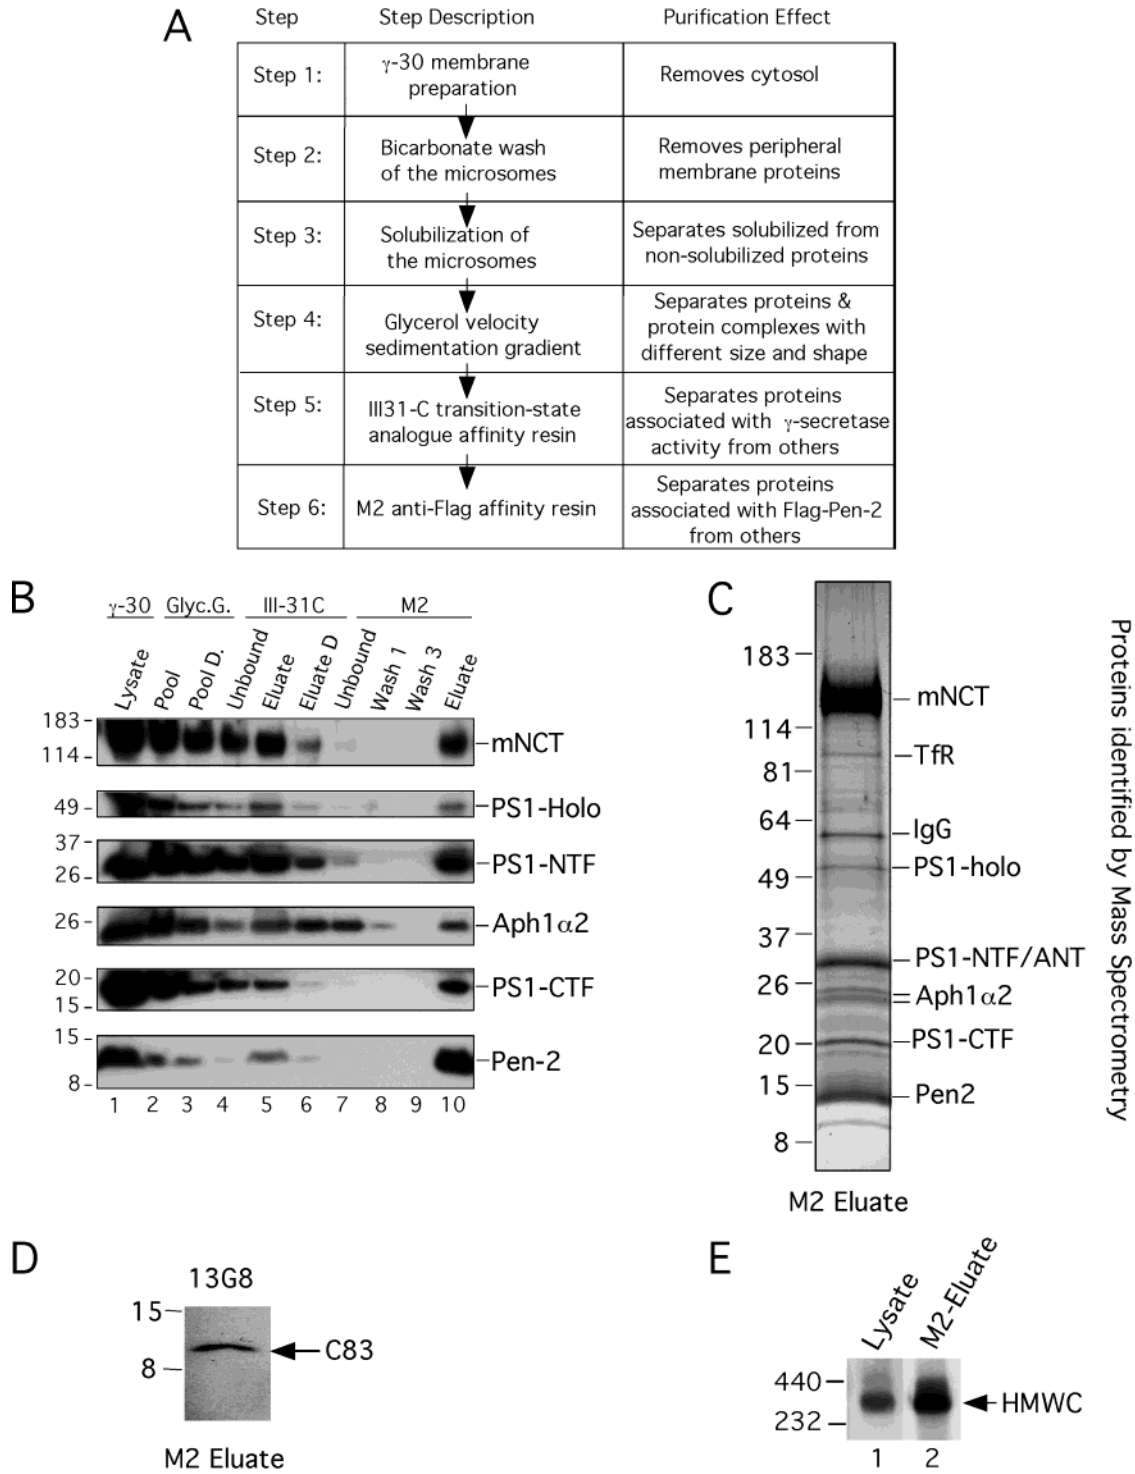 A
Step Step Description Purification Effect
Step 1:
γ-30 membrane
preparation
Removes cytosol
Step 2:
Bicarbonate wash
of the microsomes
Removes peripheral
membrane proteins
Step 3:
Solubilization of
the microsomes
Separates solubilized from
non-solubilized proteins
Step 4:
Glycerol velocity
sedimentation gradient
Separates proteins &
protein complexes with
different size and shape
Step 5:
III31-C transition-state
analogue affinity resin
Separates proteins
associated with γ-secretase
activity from others
Step 6:
M2 anti-Flag affinity resin
Separates proteins
associated with Flag-Pen-2
from others
B
γ-30 Glyc.G. III-31C M2
Lysate Pool Pool D. Unbound Eluate Eluate D Unbound Wash 1 Wash 3 Eluate
183
114
mNCT
49
PS1-Holo
37
26
PS1-NTF
26
Aph1α2
20
15
PS1-CTF
15
8
Pen-2
1 2 3 4 5 6 7 8 9 10
C
183
mNCT
114
TfR
81
64
IgG
PS1-holo
49
37
PS1-NTF/ANT
26
Aph1α2
20
PS1-CTF
15
Pen2
8
M2 Eluate
Proteins identified by Mass Spectrometry
D
13G8
15
C83
8
M2 Eluate
E
Lysate M2-Eluate
440
HMWC
232
1 2